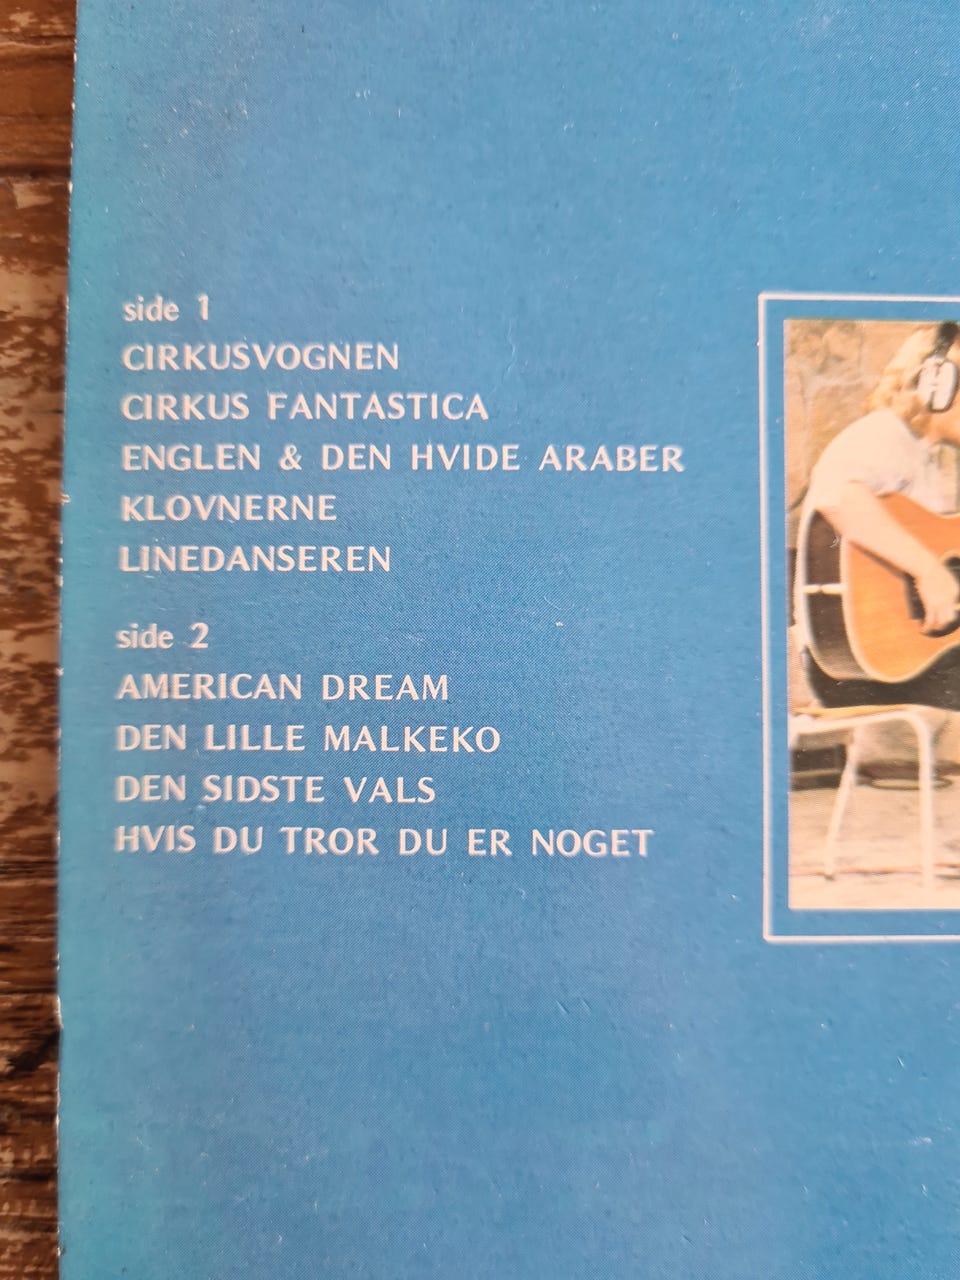 side 1
CIRKUSVOGNEN
CIRKUS FANTASTICA
ENGLEN & DEN HVIDE ARABER
KLOVNERNE
LINEDANSEREN
side 2
AMERICAN DREAM
DEN LILLE MALKEKO
DEN SIDSTE VALS
HVIS DU TROR DU ER NOGET